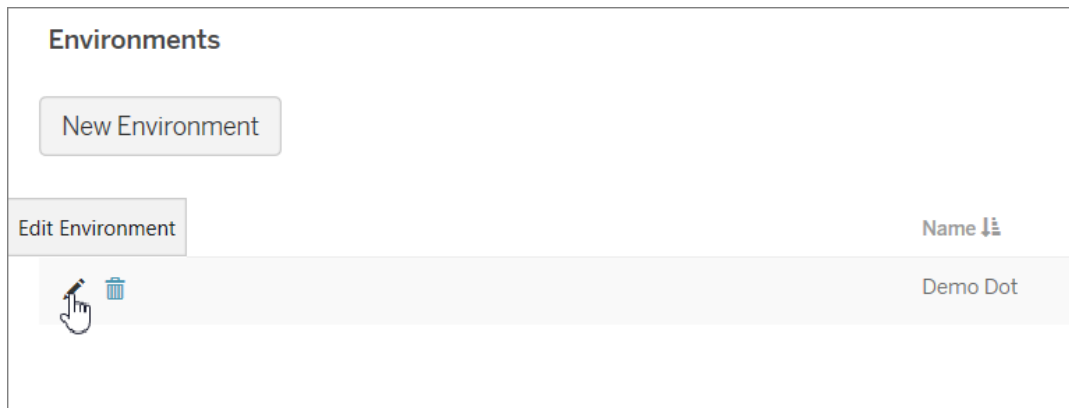 Environments
New Environment
Edit Environment
Name
Demo Dot